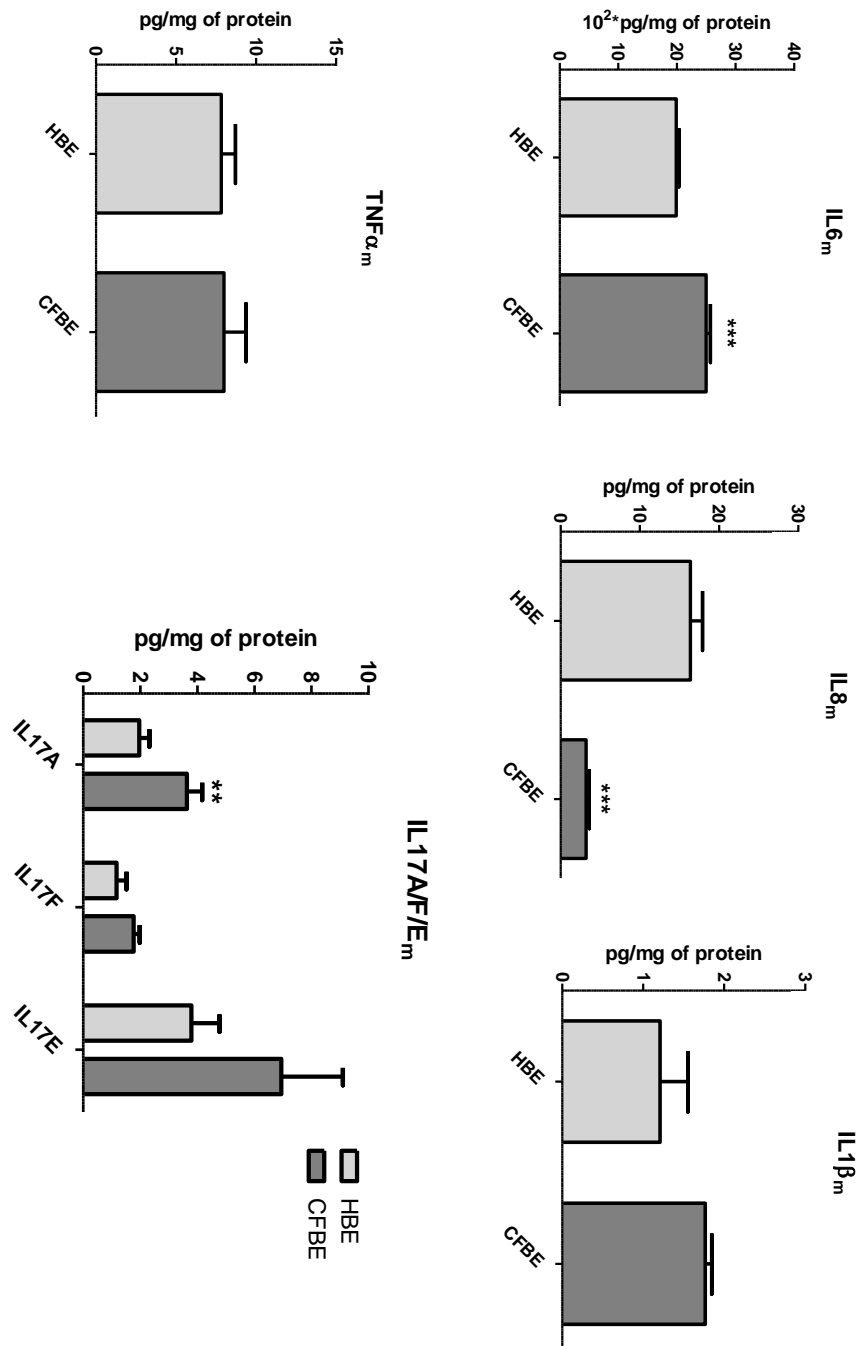 IL6m
10²*pg/mg of protein
40
30
20
10
0
***
HBE
CFBE
IL8m
pg/mg of protein
30
20
10
0
***
HBE
CFBE
IL1βm
pg/mg of protein
3
2
1
0
HBE
CFBE
TNFαm
pg/mg of protein
15
10
5
0
HBE
CFBE
IL17A/F/Em
pg/mg of protein
10
8
6
4
2
0
**
IL17A
IL17F
IL17E
HBE
CFBE